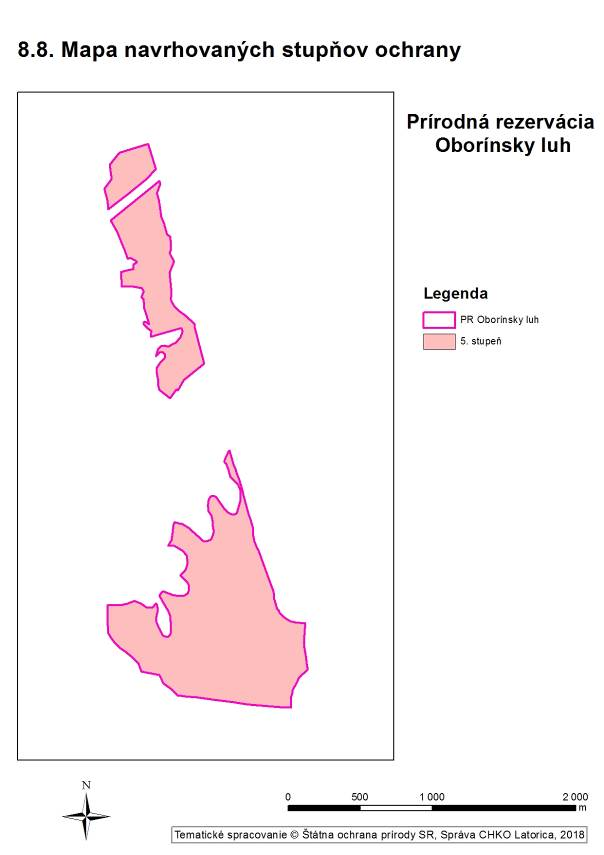 8.8. Mapa navrhovaných stupňov ochrany
Prírodná rezervácia
Oborínsky luh
Legenda
PR Oborínsky luh
5. stupeň
N
0 500 1 000 2 000
m
Tematické spracovanie © Štátna ochrana prírody SR, Správa CHKO Latorica, 2018